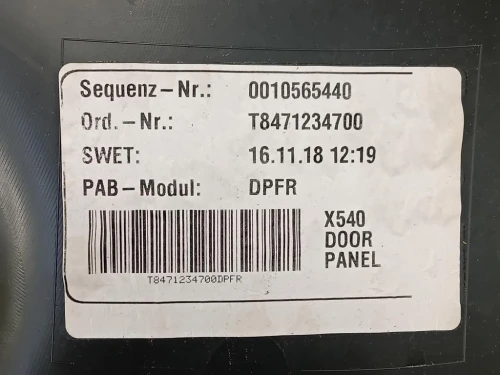 Sequenz-Nr.: 0010565440
Ord.-Nr.: T8471234700
SWET: 16.11.18 12:19
PAB-Modul: DPFR
X540
DOOR
PANEL
T8471234700DPFR